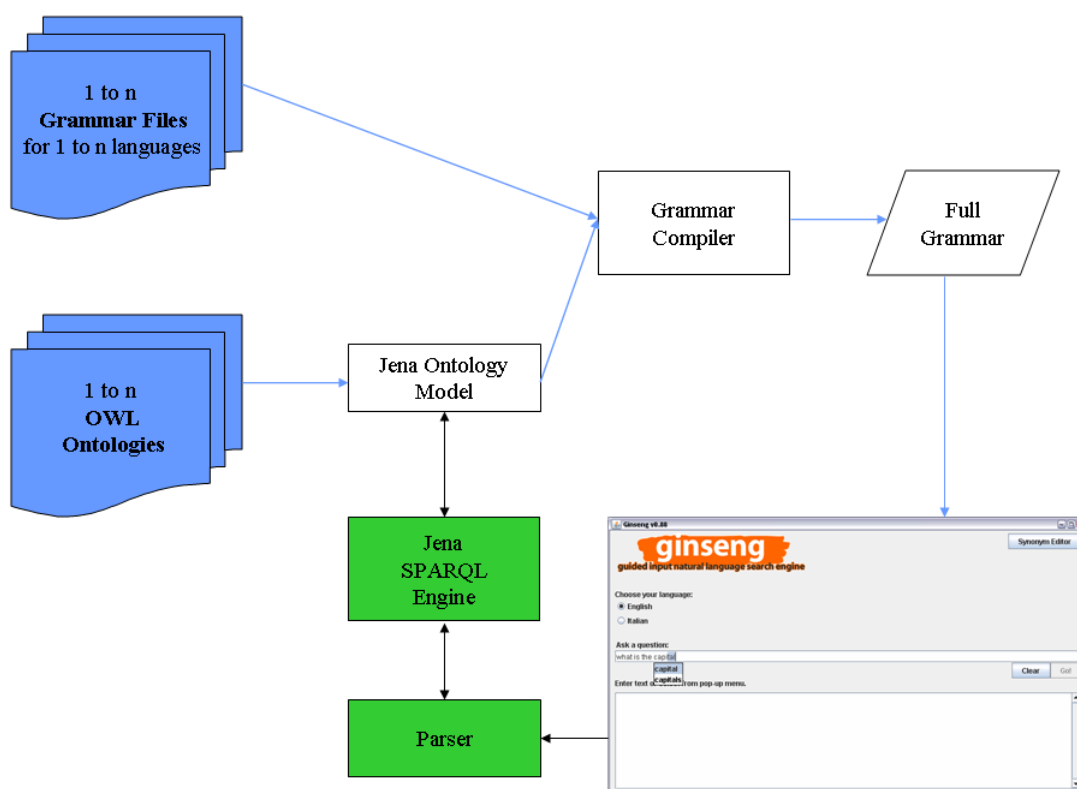 1 to n
Grammar Files
for 1 to n languages
Grammar
Compiler
Full
Grammar
1 to n
OWL
Ontologies
Jena Ontology
Model
Jena
SPARQL
Engine
Parser
Ginseng v0.80
Synonym Editor
ginseng
guided input natural language search engine
Choose your language:
English
Italian
Ask a question:
what is the capital
capital
capitals
Clear
Go!
Enter text or from pop-up menu.